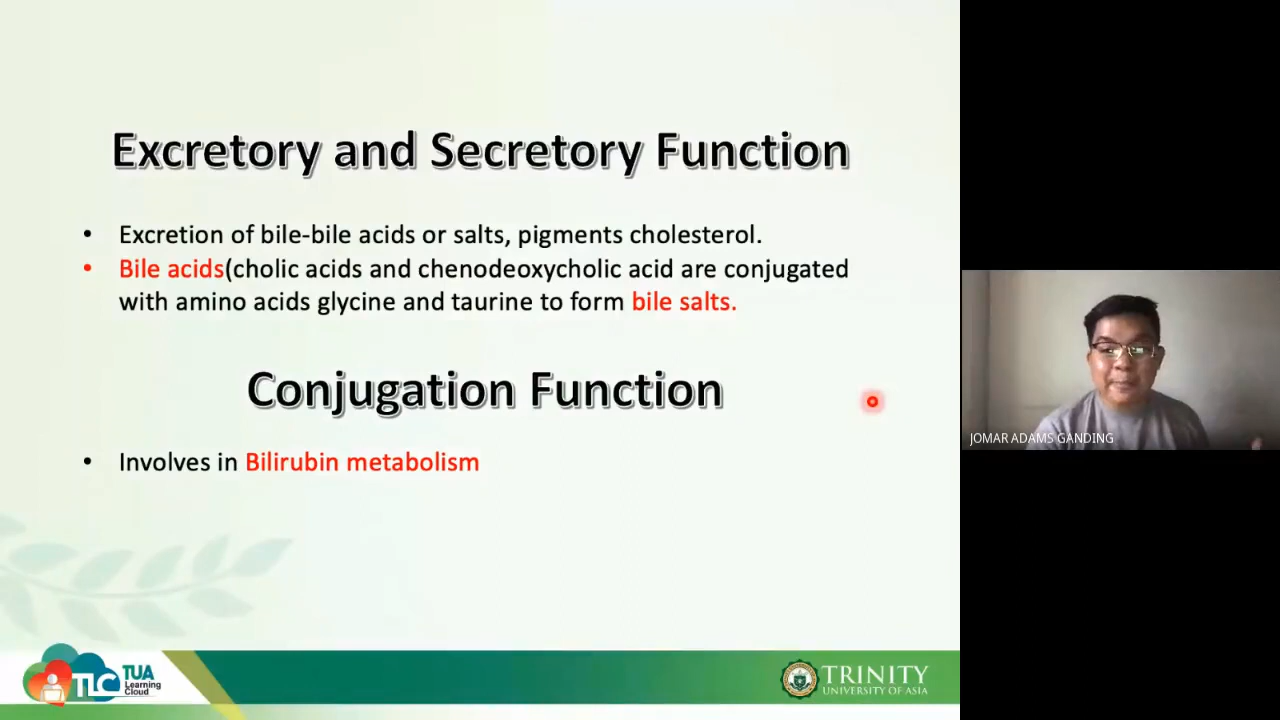 Excretory and Secretory Function
• Excretion of bile-bile acids or salts, pigments cholesterol.
• Bile acids(cholic acids and chenodeoxycholic acid are conjugated
with amino acids glycine and taurine to form bile salts.
Conjugation Function
• Involves in Bilirubin metabolism
JOMAR ADAMS GANDING
TLC TUA
Learning
Cloud
TRINITY
UNIVERSITY OF ASIA